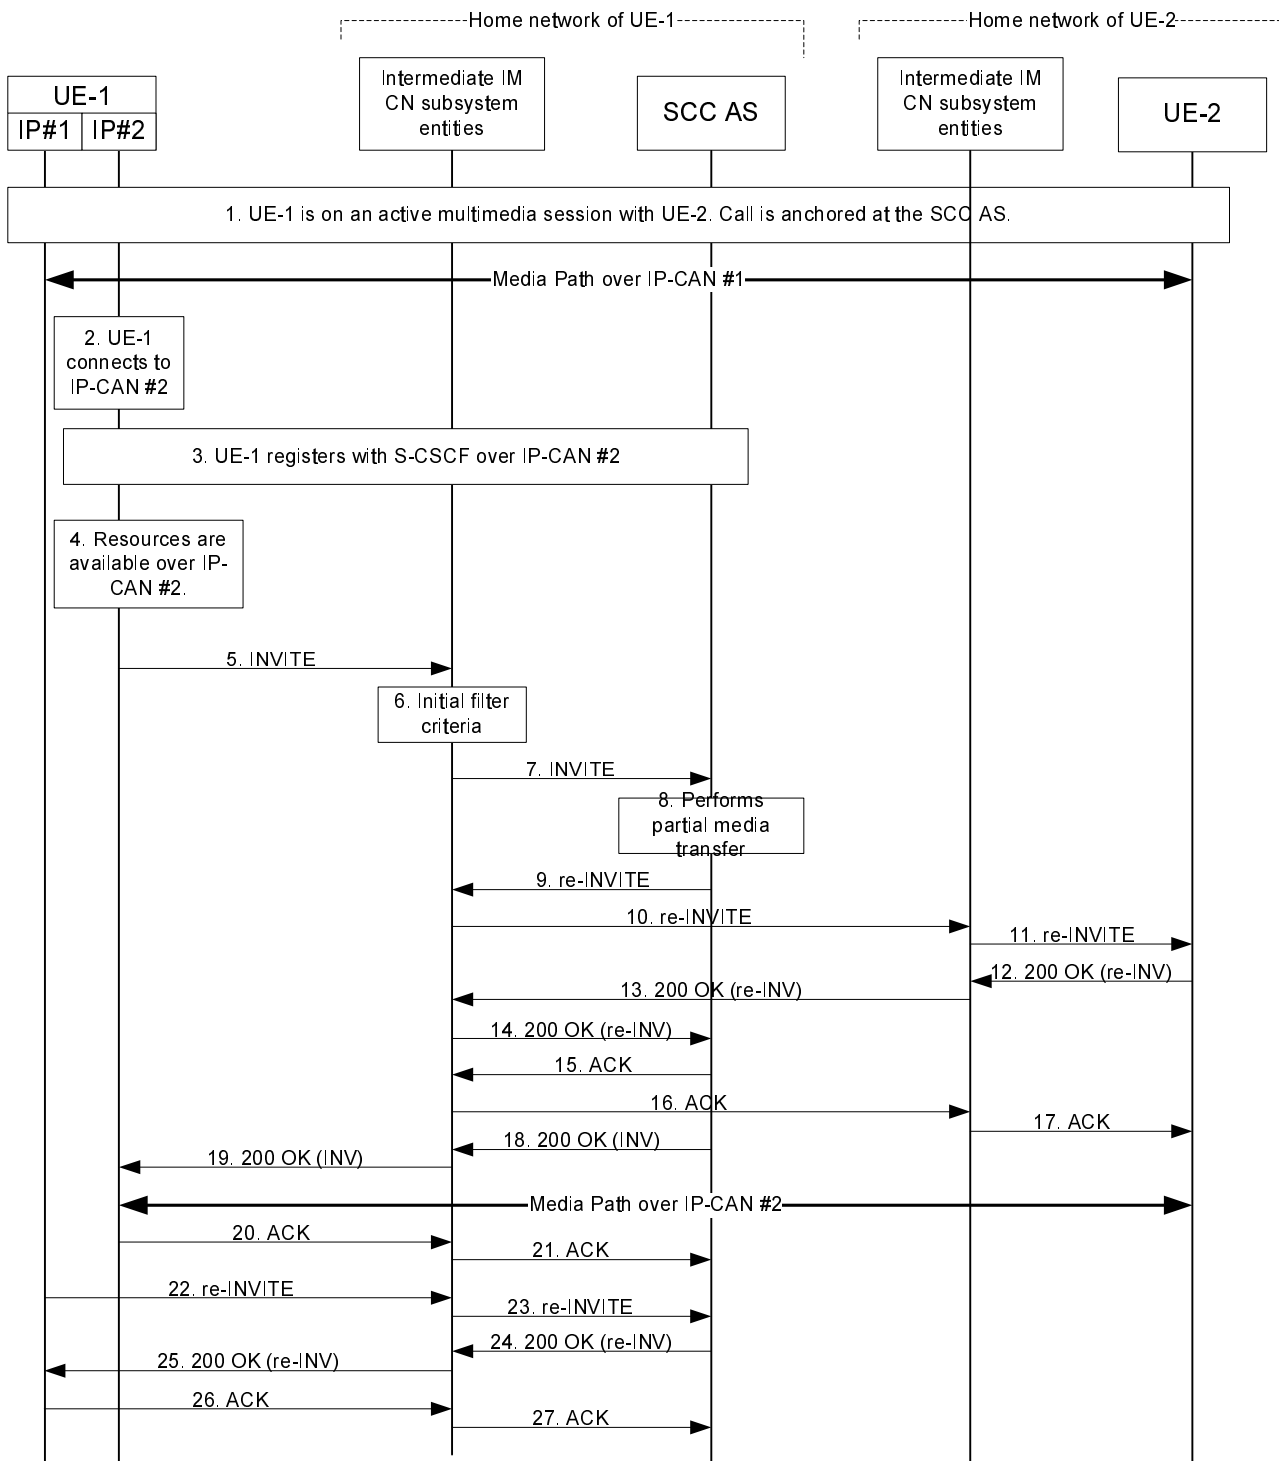 Home network of UE-1
Home network of UE-2
UE-1
IP#1
IP#2
Intermediate IM
CN subsystem
entities
SCC AS
Intermediate IM
CN subsystem
entities
UE-2
1. UE-1 is on an active multimedia session with UE-2. Call is anchored at the SCC AS.
Media Path over IP-CAN #1
2. UE-1
connects to
IP-CAN #2
3. UE-1 registers with S-CSCF over IP-CAN #2
4. Resources are
available over IP-
CAN #2.
5. INVITE
6. Initial filter
criteria
7. INVITE
8. Performs
partial media
transfer
9. re-INVITE
10. re-INVITE
11. re-INVITE
12. 200 OK (re-INV)
13. 200 OK (re-INV)
14. 200 OK (re-INV)
15. ACK
16. ACK
17. ACK
18. 200 OK (INV)
19. 200 OK (INV)
Media Path over IP-CAN #2
20. ACK
21. ACK
22. re-INVITE
23. re-INVITE
24. 200 OK (re-INV)
25. 200 OK (re-INV)
26. ACK
27. ACK